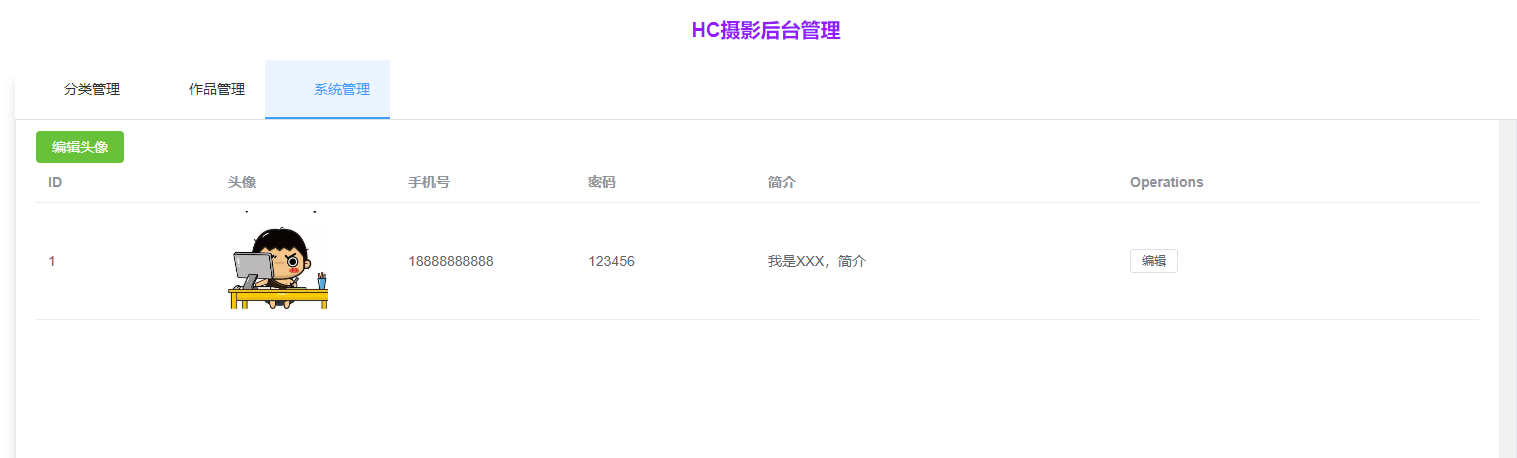 HC摄影后台管理
分类管理 作品管理 系统管理
编辑头像
ID 头像 手机号 密码 简介 Operations
1 18888888888 123456 我是XXX，简介 编辑